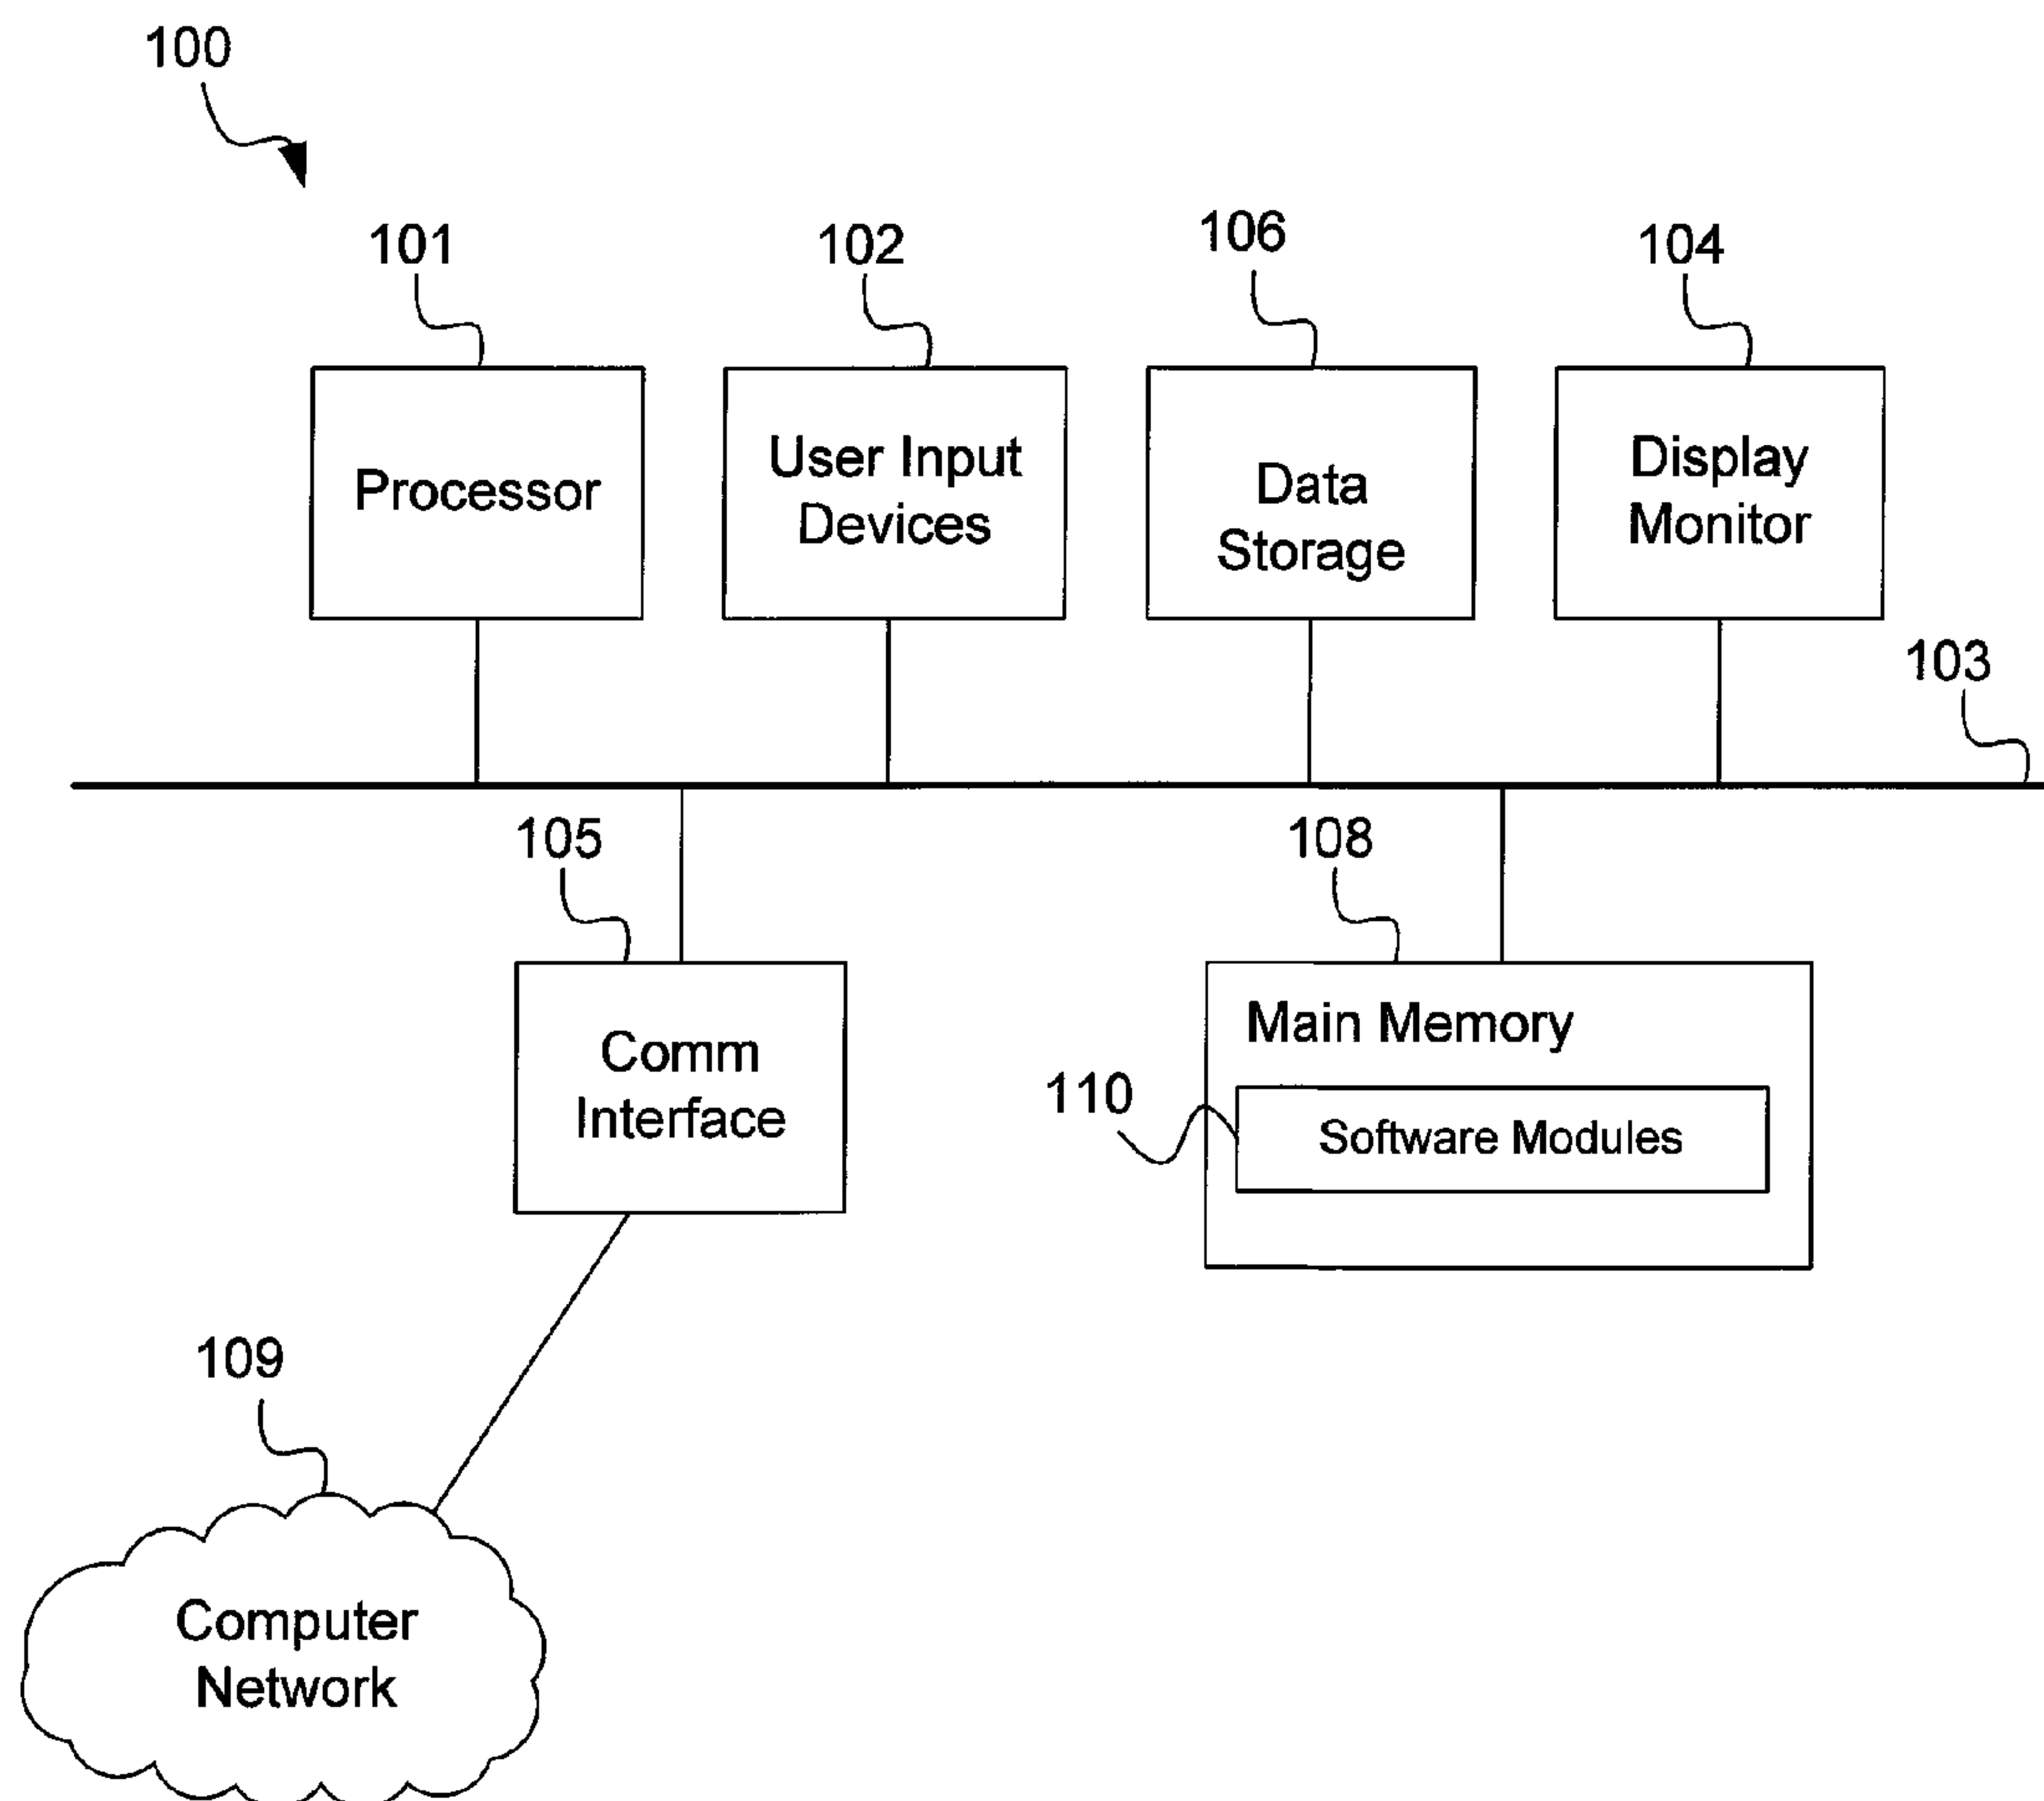 100
101
102
106
104
Processor
User Input
Devices
Data
Storage
Display
Monitor
103
105
108
Comm
Interface
Main Memory
110
Software Modules
109
Computer
Network